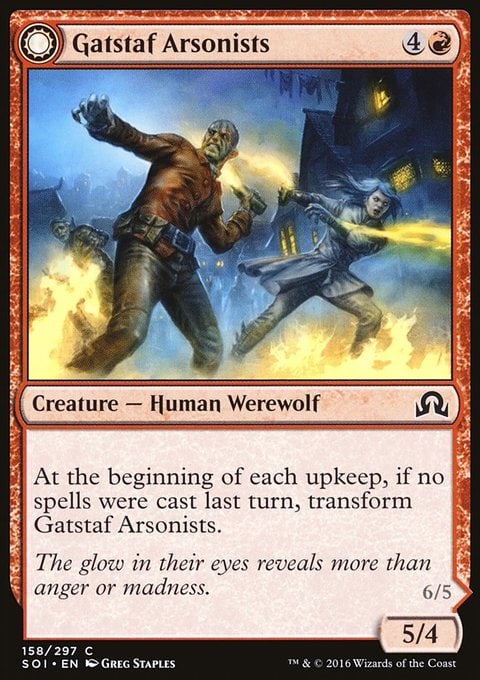 Gatstaf Arsonists 4
Creature — Human Werewolf
At the beginning of each upkeep, if no
spells were cast last turn, transform
Gatstaf Arsonists.
The glow in their eyes reveals more than
anger or madness.
6/5
5/4
158/297 C
SOI • EN Greg Staples
™ & © 2016 Wizards of the Coast